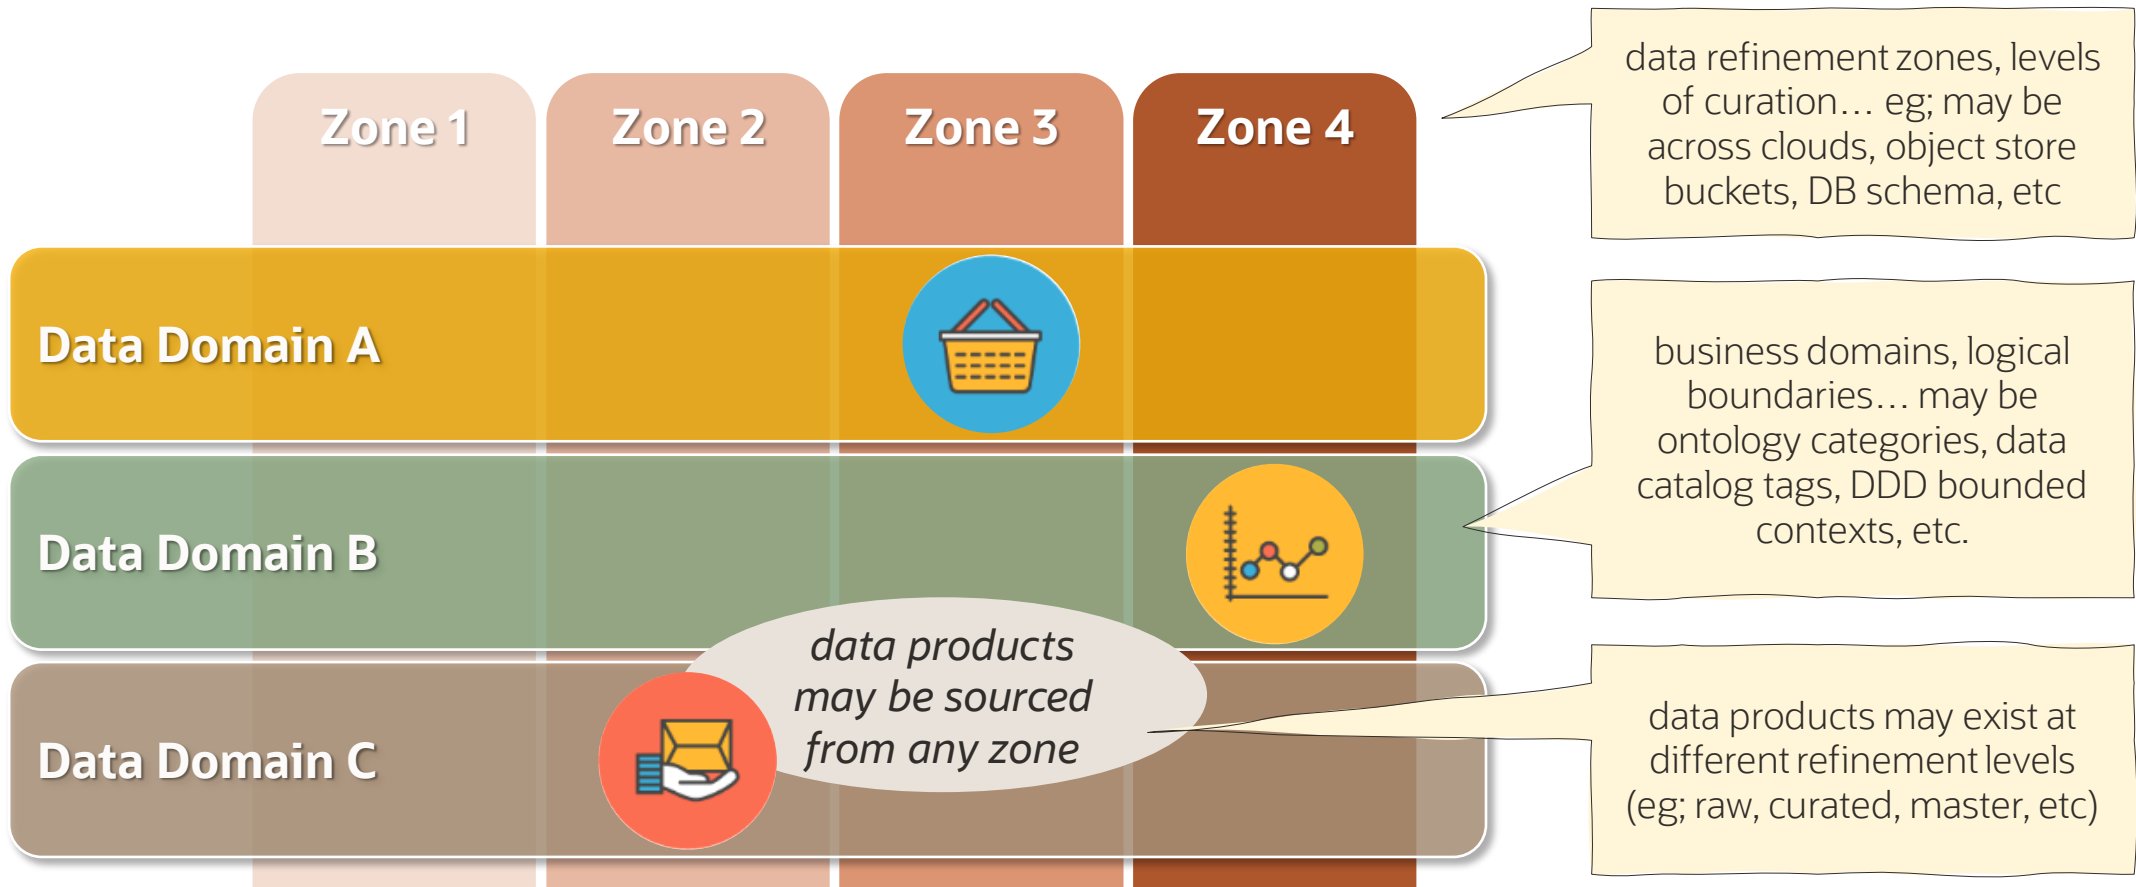 Zone 1
Zone 2
Zone 3
Zone 4
data refinement zones, levels
of curation... eg; may be
across clouds, object store
buckets, DB schema, etc
Data Domain A
business domains, logical
boundaries... may be
ontology categories, data
catalog tags, DDD bounded
contexts, etc.
Data Domain B
data products
may be sourced
from any zone
Data Domain C
data products may exist at
different refinement levels
(eg; raw, curated, master, etc)